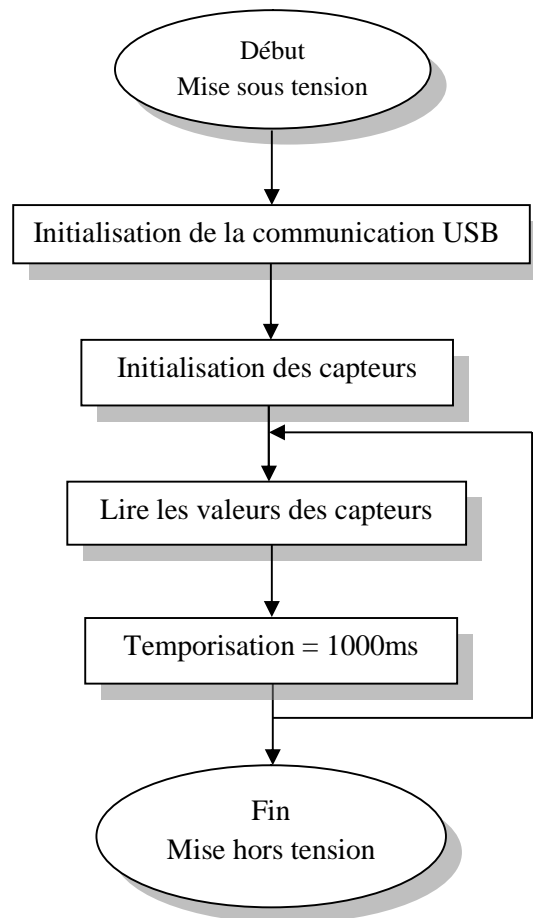 Début
Mise sous tension
Initialisation de la communication USB
Initialisation des capteurs
Lire les valeurs des capteurs
Temporisation = 1000ms
Fin
Mise hors tension